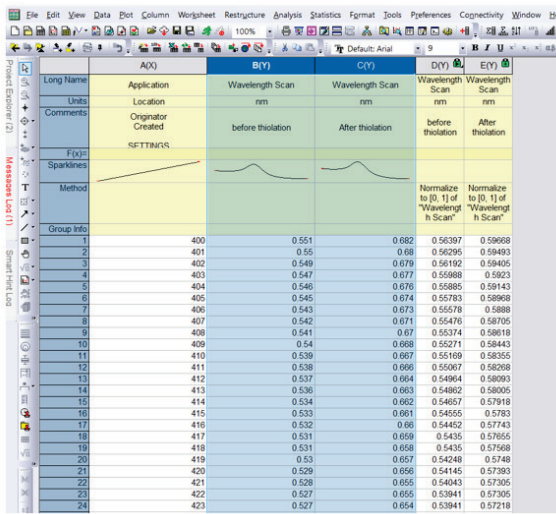 File Edit View Data Plot Column Worksheet Restructure Analysis Statistics Format Tools Preferences Connectivity Window
100%
Default: Arial 9 B I U
Project Explorer (2)
Messages Log (1)
Smart Hint Log
A(X) B(Y) C(Y) D(Y) E(Y)
Long Name Application Wavelength Scan Wavelength Scan Wavelength Scan Wavelength Scan
Units Location nm nm nm nm
Comments Originator Created SETTINGS before thiolation After thiolation before thiolation After thiolation
F(x)=
Sparklines
Method Normalize to [0, 1] of "Wavelength Scan" Normalize to [0, 1] of "Wavelength Scan"
Group Info
1 400 0.551 0.682 0.56397 0.59668
2 401 0.55 0.68 0.56295 0.59493
3 402 0.549 0.679 0.56192 0.59405
4 403 0.547 0.677 0.55988 0.5923
5 404 0.546 0.676 0.55885 0.59143
6 405 0.545 0.674 0.55783 0.58968
7 406 0.543 0.673 0.55578 0.5888
8 407 0.542 0.671 0.55476 0.58705
9 408 0.541 0.67 0.55374 0.58618
10 409 0.54 0.668 0.55271 0.58443
11 410 0.539 0.667 0.55169 0.58355
12 411 0.538 0.666 0.55067 0.58268
13 412 0.537 0.664 0.54964 0.58093
14 413 0.536 0.663 0.54862 0.58005
15 414 0.534 0.662 0.54657 0.57918
16 415 0.533 0.661 0.54555 0.5783
17 416 0.532 0.66 0.54452 0.57743
18 417 0.531 0.659 0.5435 0.57655
19 418 0.531 0.658 0.5435 0.57568
20 419 0.53 0.657 0.54248 0.5748
21 420 0.529 0.656 0.54145 0.57393
22 421 0.528 0.655 0.54043 0.57305
23 422 0.527 0.655 0.53941 0.57305
24 423 0.527 0.654 0.53941 0.57218